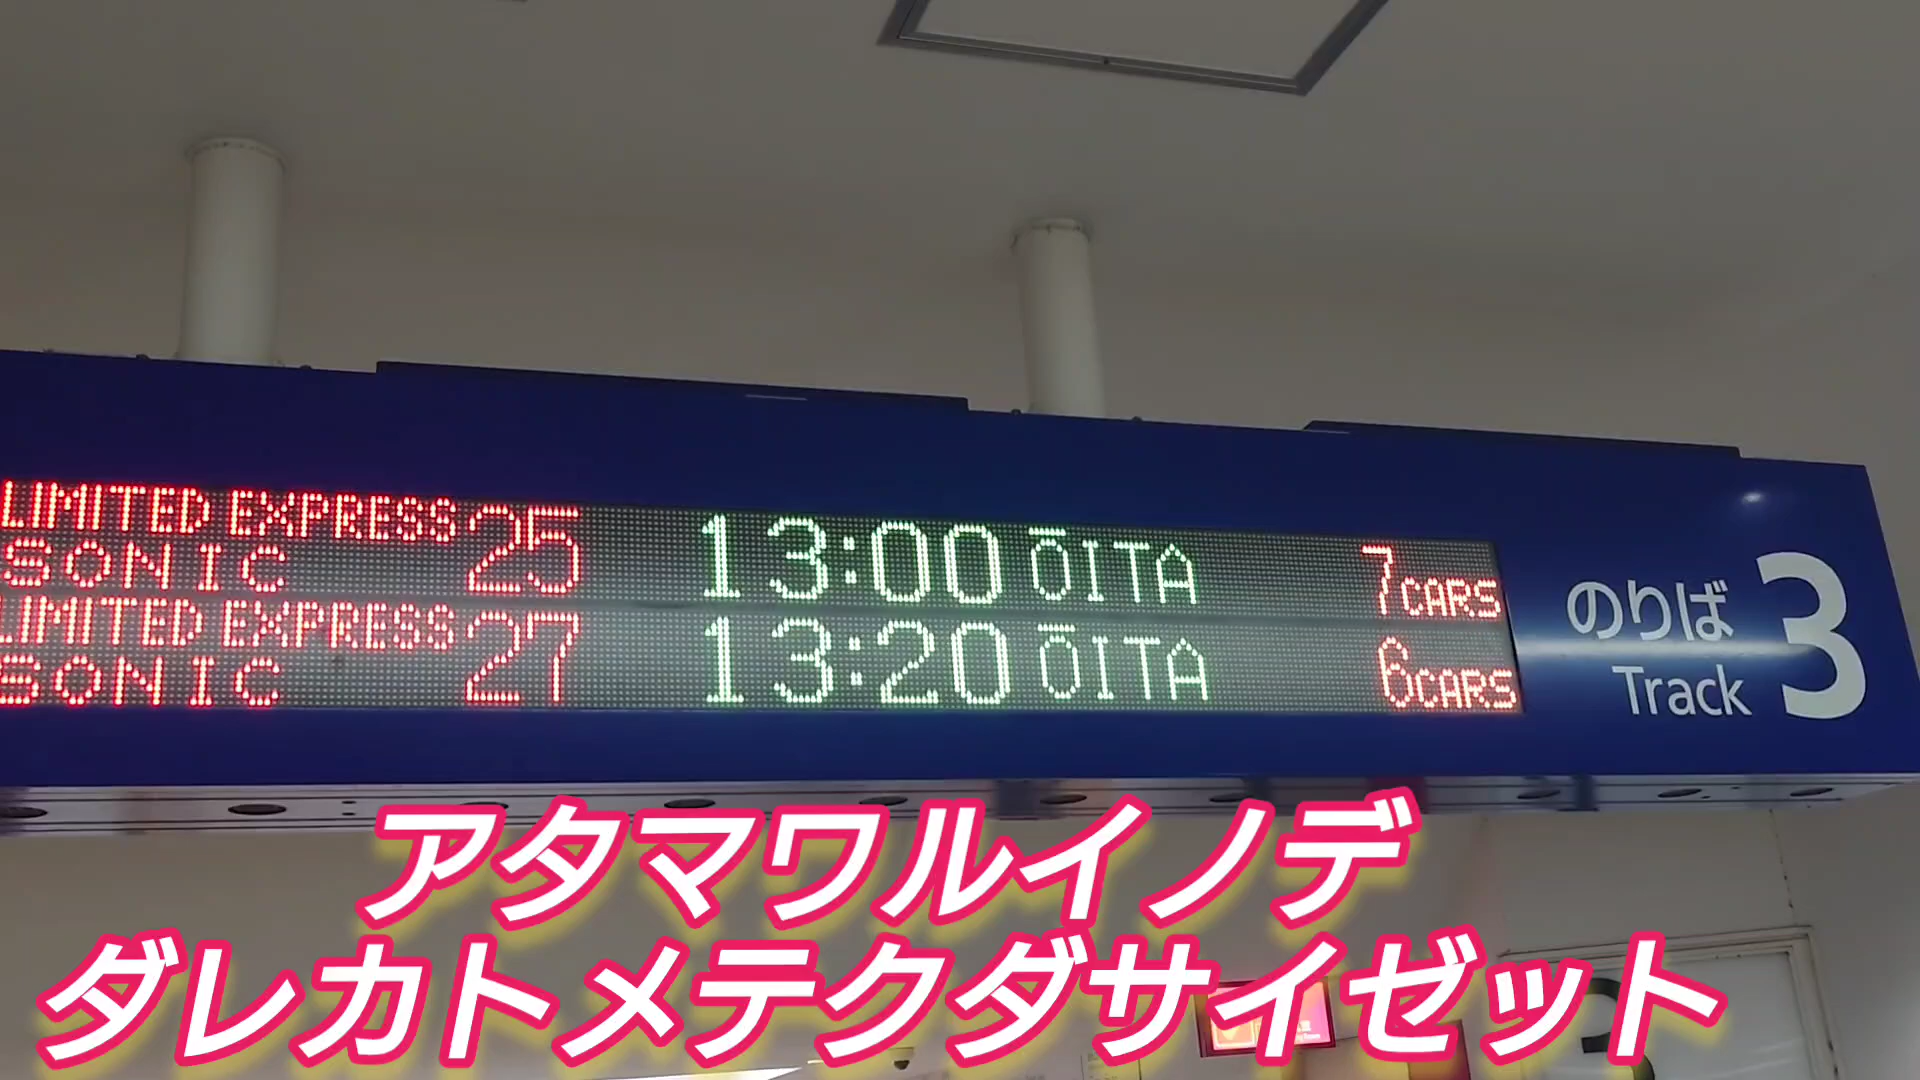 LIMITED EXPRESS 25 13:00 ŌITA 7CARS
SONIC
LIMITED EXPRESS 27 13:20 ŌITA 6CARS
SONIC
のりば 3
Track
アタマワルイノデ
ダレカトメテクダサイゼット
3